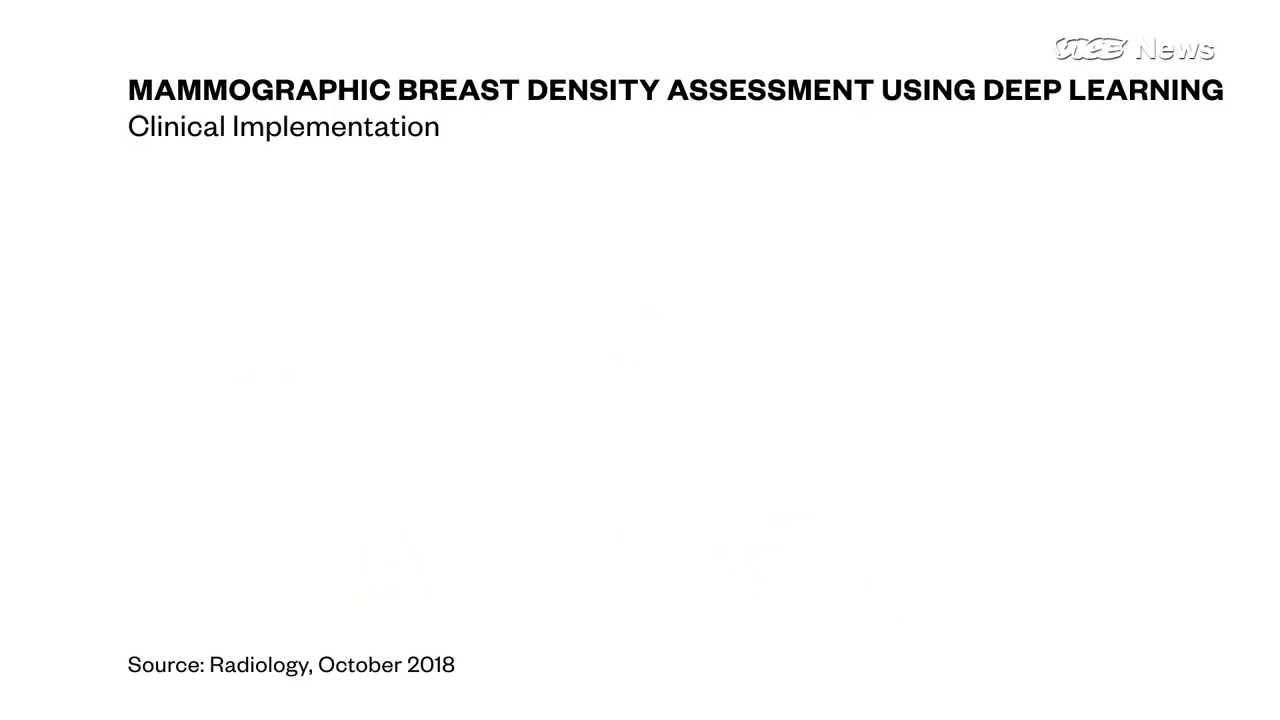 VICE News
MAMMOGRAPHIC BREAST DENSITY ASSESSMENT USING DEEP LEARNING
Clinical Implementation
Source: Radiology, October 2018